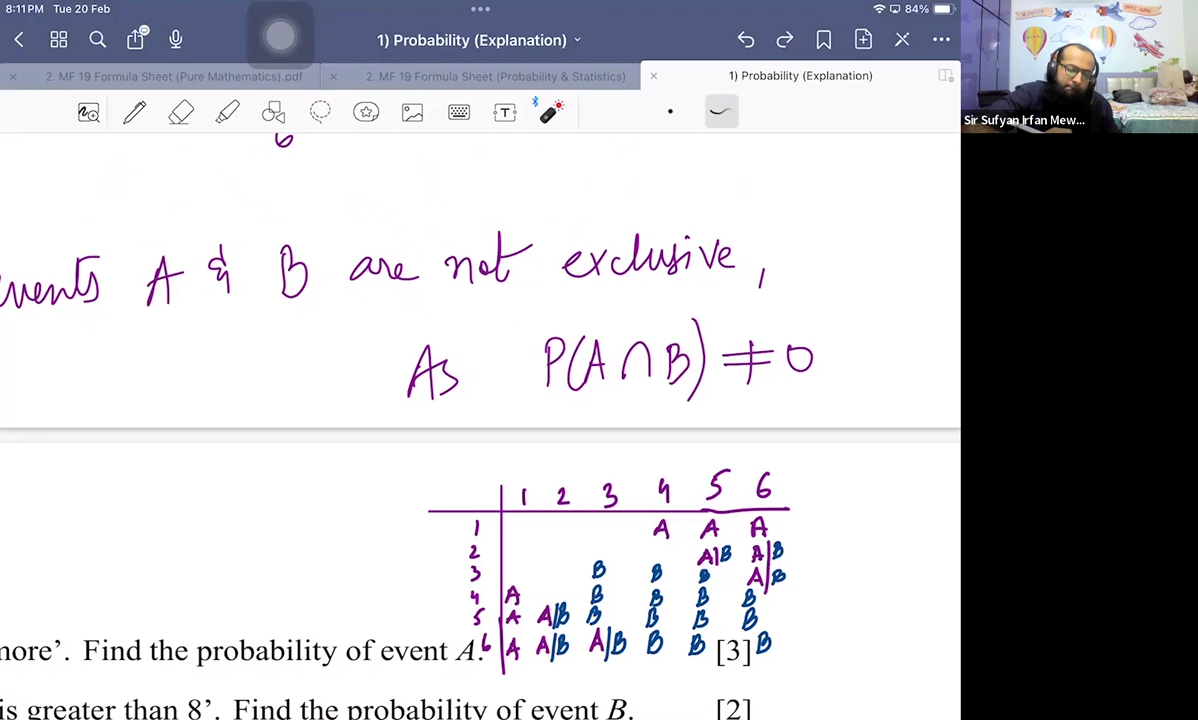 8:11 PM Tue 20 Feb
84%
1) Probability (Explanation)
2. MF 19 Formula Sheet (Pure Mathematics).pdf
2. MF 19 Formula Sheet (Probability & Statistics)
1) Probability (Explanation)
Sir Sufyan Irfan Mew...
6
vents A & B are not exclusive,
As P(A ∩ B) ≠ 0
1 2 3 4 5 6
1 A A A
2 A|B A|B
3 B B B A|B
4 A B B B B
5 A A|B B B B B
6 A A|B A|B B B B
more’. Find the probability of event A. [3]
is greater than 8’. Find the probability of event B. [2]